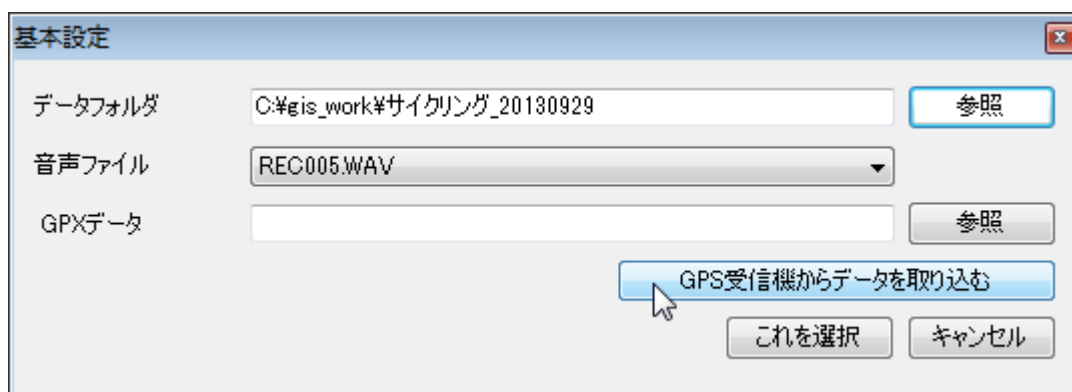 基本設定
データフォルダ C:¥gis_work¥サイクリング_20130929 参照
音声ファイル REC005.WAV
GPXデータ 参照
GPS受信機からデータを取り込む
これを選択 キャンセル